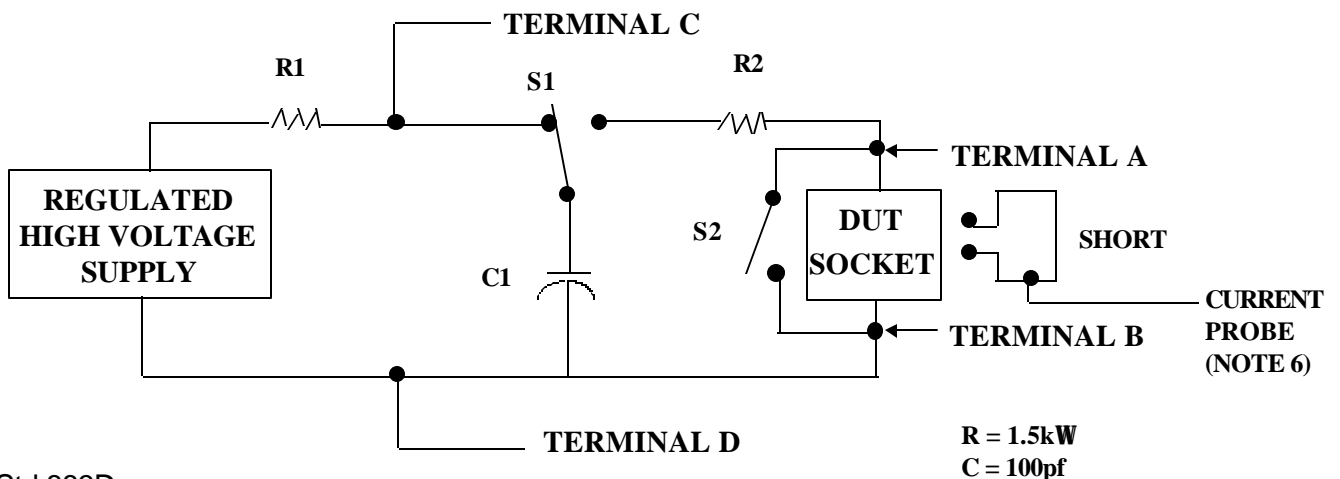 TERMINAL C
R1
S1
R2
TERMINAL A
REGULATED
HIGH VOLTAGE
SUPPLY
S2
DUT
SOCKET
SHORT
C1
CURRENT
PROBE
(NOTE 6)
TERMINAL B
TERMINAL D
R = 1.5kW
C = 100pf